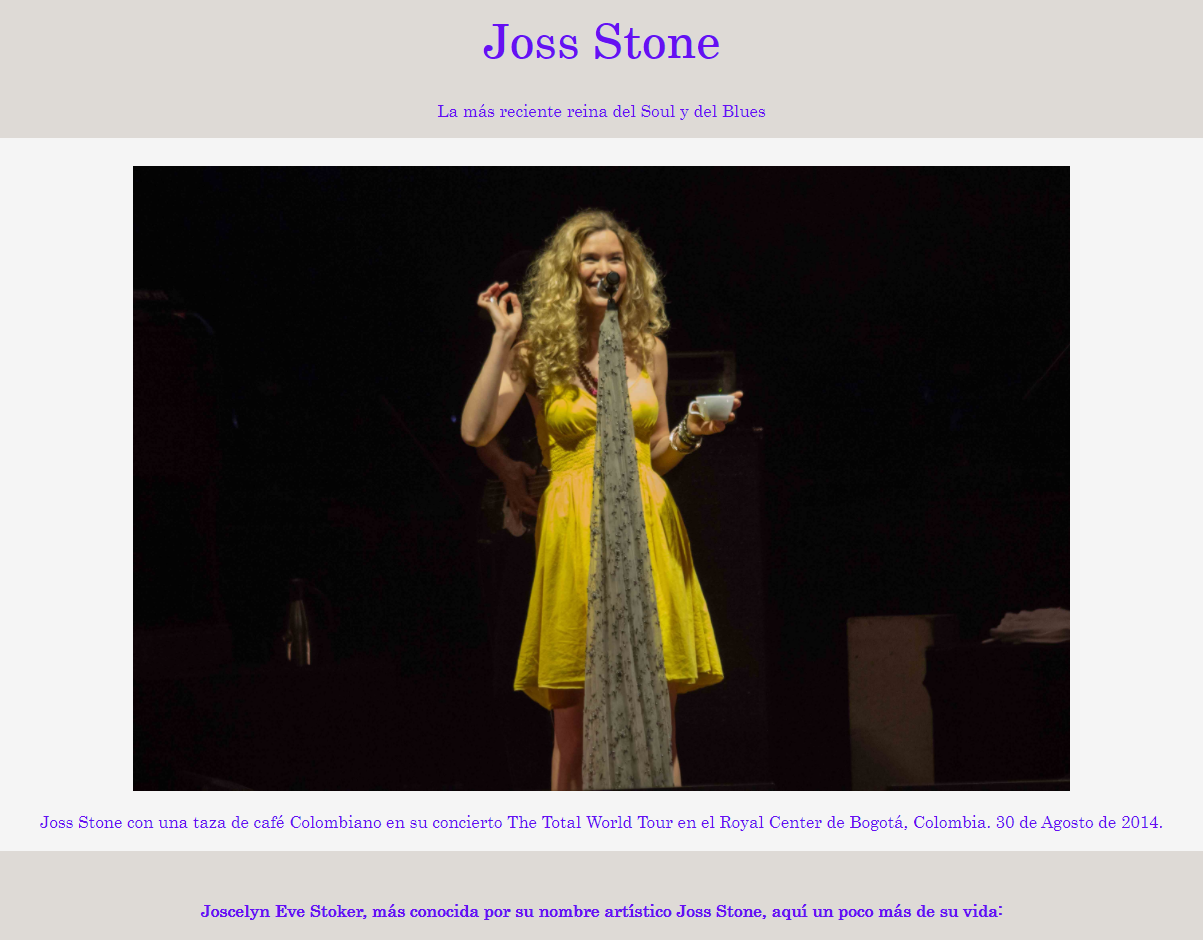 Joss Stone
La más reciente reina del Soul y del Blues
Joss Stone con una taza de café Colombiano en su concierto The Total World Tour en el Royal Center de Bogotá, Colombia. 30 de Agosto de 2014.
Joscelyn Eve Stoker, más conocida por su nombre artístico Joss Stone, aquí un poco más de su vida: